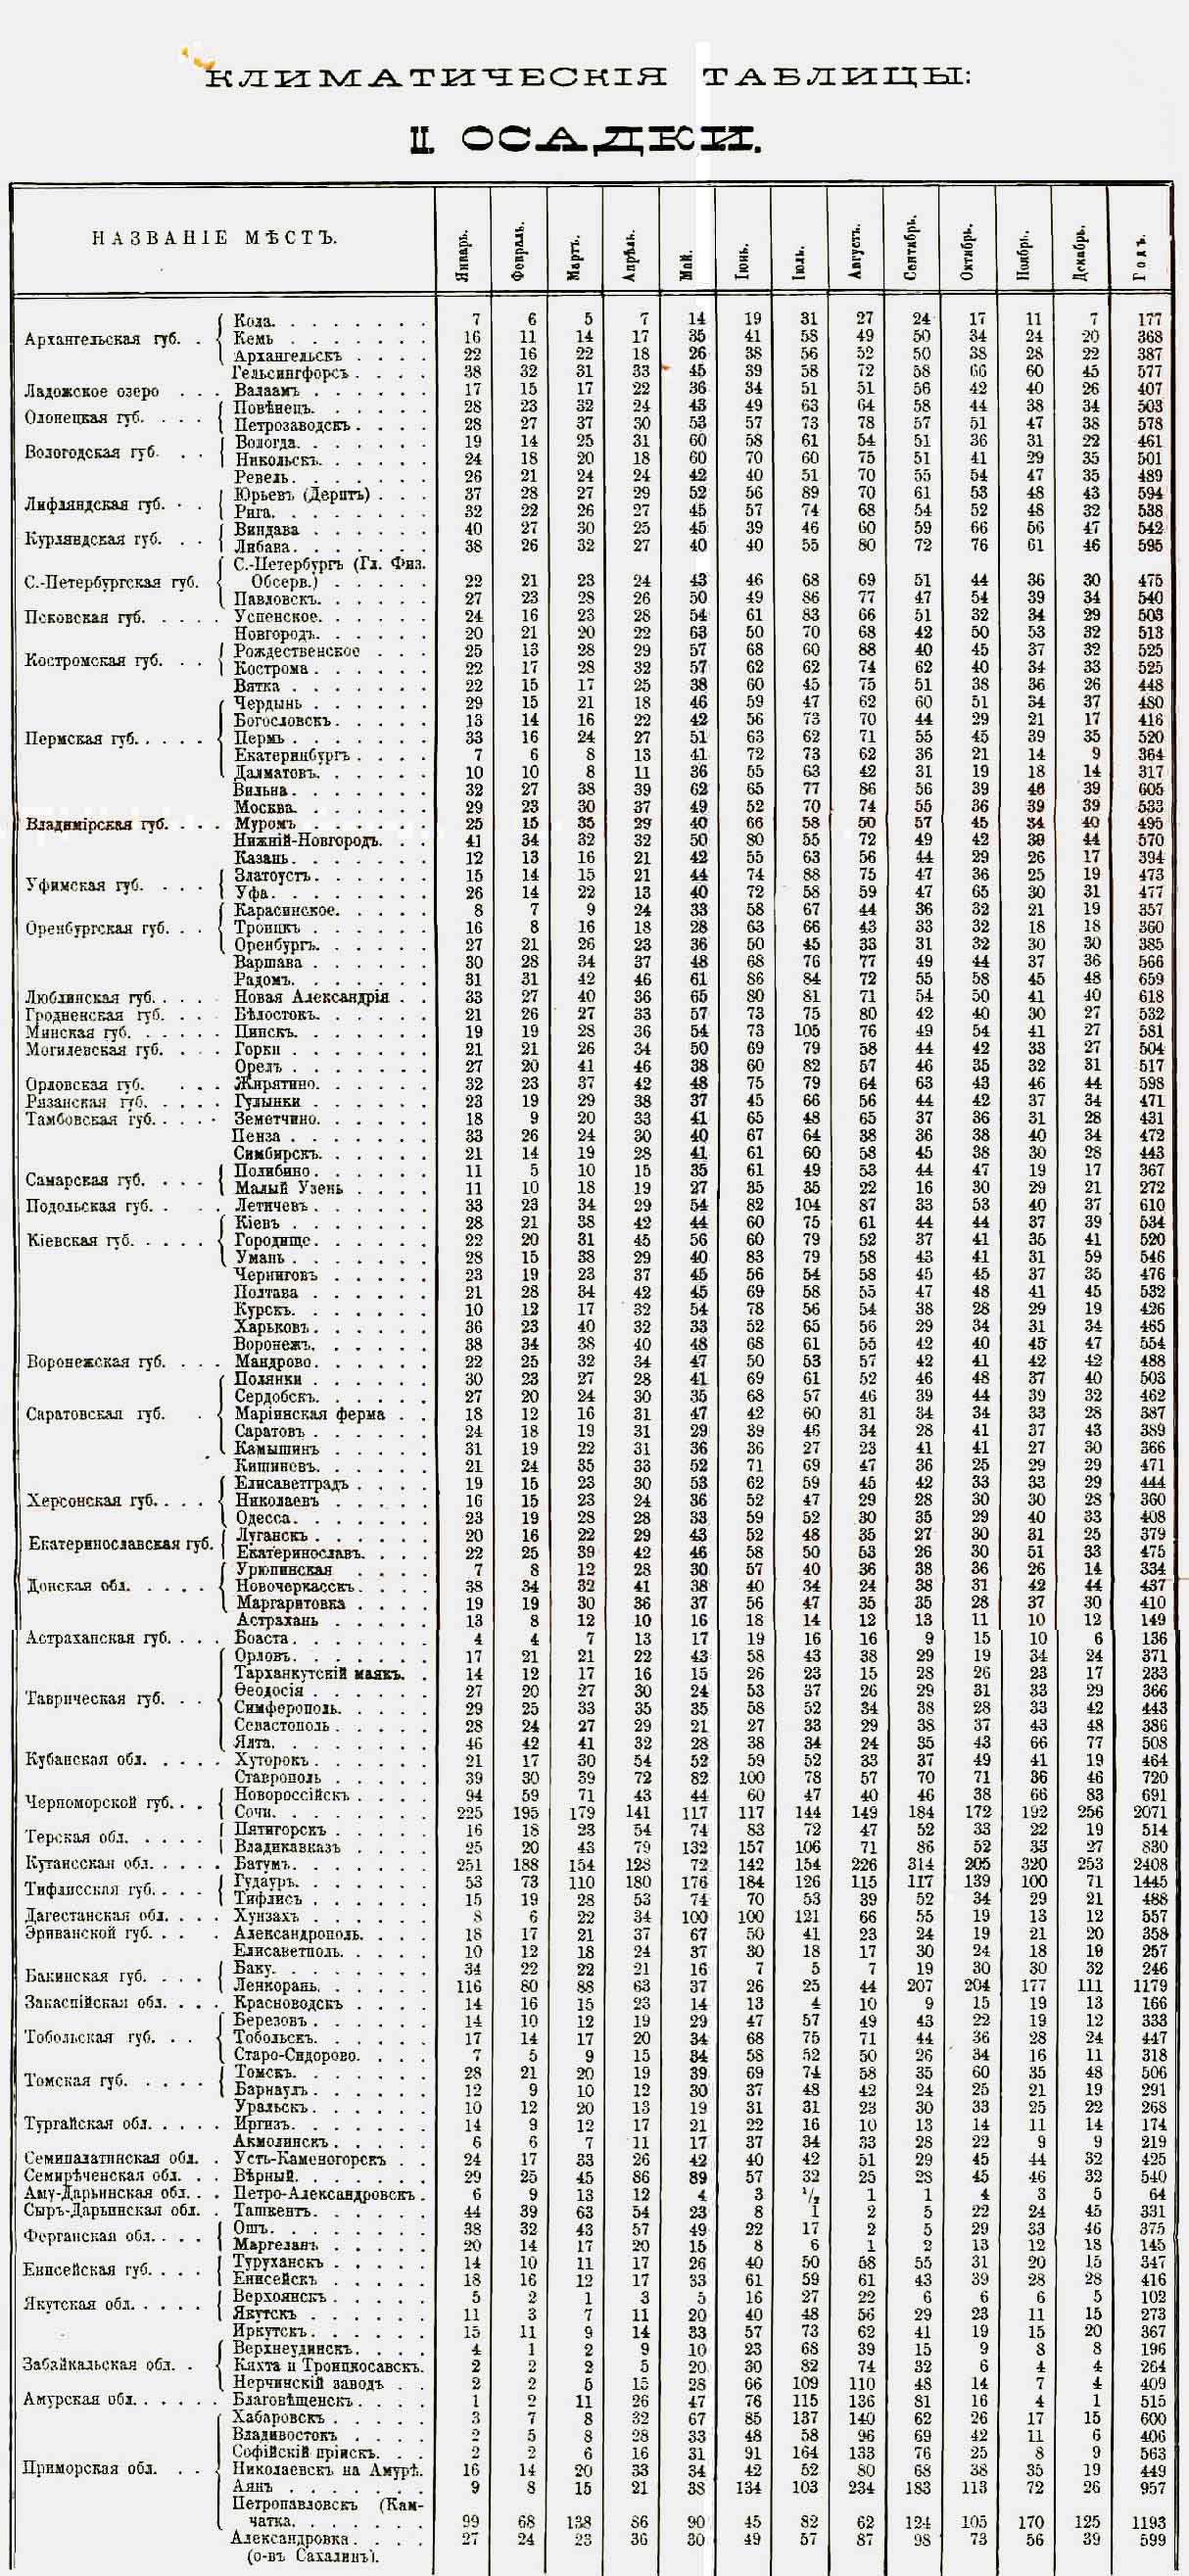 КЛИМАТИЧЕСКІЯ ТАБЛИЦЫ:
II. ОСАДКИ.
НАЗВАНІЕ МѢСТЪ. Январь. Февраль. Мартъ. Апрѣль. Май. Іюнь. Іюль. Августъ. Сентябрь. Октябрь. Ноябрь. Декабрь. Годъ.
Архангельская губ. Кола 7 6 5 7 14 19 31 27 24 17 11 7 177
Кемь 16 11 14 17 35 41 58 49 50 34 24 20 368
Архангельскъ 22 16 22 18 26 38 56 52 50 38 28 22 387
Гельсингфорсъ 38 32 31 33 45 39 58 72 58 66 60 45 577
Ладожское озеро Валаамъ 17 15 17 22 36 34 51 51 56 42 40 26 407
Олонецкая губ. Повѣнецъ 28 23 32 24 43 49 63 64 58 44 38 34 503
Петрозаводскъ 28 27 37 30 53 57 73 78 57 51 47 38 578
Вологодская губ. Вологда 19 14 25 31 60 58 61 54 51 36 31 22 461
Никольскъ 24 18 20 18 60 70 60 75 51 41 29 35 501
Ревель 26 21 24 24 42 40 51 70 55 54 47 35 489
Лифляндская губ. Юрьевъ (Дерптъ) 37 28 27 29 52 56 89 70 61 53 48 43 594
Рига 32 22 26 27 45 57 74 68 54 52 48 32 538
Курляндская губ. Виндава 40 27 30 25 45 39 46 60 59 66 56 47 542
Либава 38 26 32 27 40 40 55 80 72 76 61 46 595
С.-Петербургская губ. С.-Петербургъ (Гл. Физ.
Обсерв.) 22 21 23 24 43 46 68 69 51 44 36 30 475
Павловскъ 27 23 28 26 50 49 86 77 47 54 39 34 540
Псковская губ. Успенское 24 16 23 28 54 61 83 66 51 32 34 29 503
Новгородъ 20 21 20 22 63 50 70 68 42 50 53 32 513
Костромская губ. Рождественское 25 13 28 29 57 68 60 88 40 45 37 32 525
Кострома 22 17 28 32 57 62 62 74 62 40 34 33 525
Вятка 22 15 17 25 38 60 45 75 51 38 36 26 448
Пермская губ. Чердынь 29 15 21 18 46 59 47 62 60 51 34 37 480
Богословскъ 13 14 16 22 42 56 73 70 44 29 21 17 416
Пермь 33 16 24 27 51 63 62 71 55 45 39 35 520
Екатеринбургъ 7 6 8 13 41 72 73 62 36 21 14 9 364
Далматовъ 10 10 8 11 36 55 63 42 31 19 18 14 317
Вильна 32 27 38 39 62 65 77 86 56 39 46 39 605
Москва 29 23 30 37 49 52 70 74 55 36 39 39 533
Владимірская губ. Муромъ 25 15 35 29 40 66 58 50 57 45 34 40 495
Нижній-Новгородъ 41 34 32 32 50 80 55 72 49 42 39 44 570
Казань 12 13 16 21 42 55 63 56 44 29 26 17 394
Уфимская губ. Златоустъ 15 14 15 21 44 74 88 75 47 36 25 19 473
Уфа 26 14 22 13 40 72 58 59 47 65 30 31 477
Оренбургская губ. Карасинское 8 7 9 24 33 58 67 44 36 32 21 19 357
Троицкъ 16 8 16 18 28 63 66 43 33 32 18 18 360
Оренбургъ 27 21 26 23 36 50 45 33 31 32 30 30 385
Варшава 30 28 34 37 48 68 76 77 49 44 37 36 566
Радомъ 31 31 42 46 61 86 84 72 55 58 45 48 659
Люблинская губ. Новая Александрія 33 27 40 36 65 80 81 71 54 50 41 40 618
Гродненская губ. Бѣлостокъ 21 26 27 33 57 73 75 80 42 40 30 27 532
Минская губ. Пинскъ 19 19 28 36 54 73 105 76 49 54 41 27 581
Могилевская губ. Горки 21 21 26 34 50 69 79 58 44 42 33 27 504
Орелъ 27 20 41 46 38 60 82 57 46 35 32 31 517
Орловская губ. Жирятино 32 23 37 42 48 75 79 64 63 43 46 44 598
Рязанская губ. Гулынки 23 19 29 38 37 45 66 56 44 42 37 34 471
Тамбовская губ. Земетчино 18 9 20 33 41 65 48 65 37 36 31 28 431
Пенза 33 26 24 30 40 67 64 38 36 38 40 34 472
Симбирскъ 21 14 19 28 41 61 60 58 45 38 30 28 443
Самарская губ. Полибино 11 5 10 15 35 61 49 53 44 47 19 17 367
Малый Узень 11 10 18 19 27 35 35 22 16 30 29 21 272
Подольская губ. Летичевъ 33 23 34 29 54 82 104 87 33 53 40 37 610
Кіевская губ. Кіевъ 28 21 38 42 44 60 75 61 44 44 37 39 534
Городище 22 20 31 45 56 60 79 52 37 41 35 41 520
Умань 28 15 38 29 40 83 79 58 43 41 31 59 546
Черниговъ 23 19 23 37 45 56 54 58 45 45 37 35 476
Полтава 21 28 34 42 45 69 58 55 47 48 41 45 532
Курскъ 10 12 17 32 54 78 56 54 38 28 29 19 426
Харьковъ 36 23 40 32 33 52 65 56 29 34 31 34 465
Воронежъ 38 34 38 40 48 68 61 55 42 40 45 47 554
Воронежская губ. Мандрово 22 25 32 34 47 50 53 57 42 41 42 42 488
Саратовская губ. Полянки 30 23 27 28 41 69 61 52 46 48 37 40 503
Сердобскъ 27 20 24 30 35 68 57 46 39 44 39 32 462
Маріинская ферма 18 12 16 31 47 42 60 31 34 34 33 28 387
Саратовъ 24 18 19 31 29 39 46 34 28 41 37 43 389
Камышинъ 31 19 22 31 36 36 27 23 41 41 27 30 366
Кишиневъ 21 24 35 33 52 71 69 47 36 25 29 29 471
Херсонская губ. Елисаветградъ 19 15 23 30 53 62 59 45 42 33 33 29 444
Николаевъ 16 15 23 24 36 52 47 29 28 30 30 28 360
Одесса 23 19 28 28 33 59 52 30 35 29 40 33 408
Екатеринославская губ. Луганскъ 20 16 22 29 43 52 48 35 27 30 31 25 379
Екатеринославъ 22 25 39 42 46 58 50 53 26 30 51 33 475
Донская обл. Урюпинская 7 8 12 28 30 57 40 36 38 36 26 14 334
Новочеркасскъ 38 34 32 41 38 40 34 24 38 31 42 44 437
Маргаритовка 19 19 30 36 37 56 47 35 35 28 37 30 410
Астрахань 13 8 12 10 16 18 14 12 13 11 10 12 149
Астраханская губ. Боаста 4 4 7 13 17 19 16 16 9 15 10 6 136
Таврическая губ. Орловъ 17 21 21 22 43 58 43 38 29 19 34 24 371
Тарханкутскій маякъ 14 12 17 16 15 26 23 15 28 26 23 17 233
Ѳеодосія 27 20 27 30 24 53 37 26 29 31 33 29 366
Симферополь 29 25 33 35 35 58 52 34 38 28 33 42 443
Севастополь 28 24 27 29 21 27 33 29 38 37 43 48 386
Ялта 46 42 41 32 28 38 34 24 35 43 66 77 508
Кубанская обл. Хуторокъ 21 17 30 54 52 59 52 33 37 49 41 19 464
Ставрополь 39 30 39 72 82 100 78 57 70 71 36 46 720
Черноморской губ. Новороссійскъ 94 59 71 43 44 60 47 40 46 38 66 83 691
Сочи 225 195 179 141 117 117 144 149 184 172 192 256 2071
Терская обл. Пятигорскъ 16 18 23 54 74 83 72 47 52 33 22 19 514
Владикавказъ 25 20 43 79 132 157 106 71 86 52 33 27 830
Кутаисская обл. Батумъ 251 188 154 128 72 142 154 226 314 205 320 253 2408
Тифлисская губ. Гудауръ 53 73 110 180 176 184 126 115 117 139 100 71 1445
Тифлисъ 15 19 28 53 74 70 53 39 52 34 29 21 488
Дагестанская обл. Хунзахъ 8 6 22 34 100 100 121 66 55 19 13 12 557
Эриванской губ. Александрополь 18 17 21 37 67 50 41 23 24 19 21 20 358
Елисаветполь 10 12 18 24 37 30 18 17 30 24 18 19 257
Бакинская губ. Баку 34 22 22 21 16 7 5 7 19 30 30 32 246
Ленкорань 116 80 88 63 37 26 25 44 207 204 177 111 1179
Закаспійская обл. Красноводскъ 14 16 15 23 14 13 4 10 9 15 19 13 166
Тобольская губ. Березовъ 14 10 12 19 29 47 57 49 43 22 19 12 333
Тобольскъ 17 14 17 20 34 68 75 71 44 36 28 24 447
Старо-Сидорово 7 5 9 15 34 58 52 50 26 34 16 11 318
Томская губ. Томскъ 28 21 20 19 39 69 74 58 35 60 35 48 506
Барнаулъ 12 9 10 12 30 37 48 42 24 25 21 19 291
Уральскъ 10 12 20 13 19 31 31 23 30 33 25 22 268
Тургайская обл. Иргизъ 14 9 12 17 21 22 16 10 13 14 11 14 174
Акмолинскъ 6 6 7 11 17 37 34 33 28 22 9 9 219
Семипалатинская обл. Усть-Каменогорскъ 24 17 33 26 42 40 42 51 29 45 44 32 425
Семирѣченская обл. Вѣрный 29 25 45 86 89 57 32 25 28 45 46 32 540
Аму-Дарьинская обл. Петро-Александровскъ 6 9 13 12 4 3 1/2 1 1 4 3 5 64
Сыръ-Дарьинская обл. Ташкентъ 44 39 63 54 23 8 1 2 5 22 24 45 331
Ферганская обл. Ошъ 38 32 43 57 49 22 17 2 5 29 33 46 375
Маргеланъ 20 14 17 20 15 8 6 1 2 13 12 18 145
Енисейская губ. Туруханскъ 14 10 11 17 26 40 50 58 55 31 20 15 347
Енисейскъ 18 16 12 17 33 61 59 61 43 39 28 28 416
Якутская обл. Верхоянскъ 5 2 1 3 5 16 27 22 6 6 6 5 102
Якутскъ 11 3 7 11 20 40 48 56 29 23 11 15 273
Иркутскъ 15 11 9 14 33 57 73 62 41 19 15 20 367
Забайкальская обл. Верхнеудинскъ 4 1 2 9 10 23 68 39 15 9 8 8 196
Кяхта и Троицкосавскъ 2 2 2 5 20 30 82 74 32 6 4 4 264
Нерчинскій заводъ 2 2 5 15 28 66 109 110 48 14 7 4 409
Амурская обл. Благовѣщенскъ 1 2 11 26 47 76 115 136 81 16 4 1 515
Приморская обл. Хабаровскъ 3 7 8 32 67 85 137 140 62 26 17 15 600
Владивостокъ 2 5 8 28 33 48 58 96 69 42 11 6 406
Софійскій пріискъ 2 2 6 16 31 91 164 133 76 25 8 9 563
Николаевскъ на Амурѣ 16 14 20 33 34 42 52 80 68 38 35 19 449
Аянъ 9 8 15 21 38 134 103 234 183 113 72 26 957
Петропавловскъ (Кам-
чатка 99 68 138 86 90 45 82 62 124 105 170 125 1193
Александровка 27 24 23 36 30 49 57 87 98 73 56 39 599
(о-въ Сахалинъ).